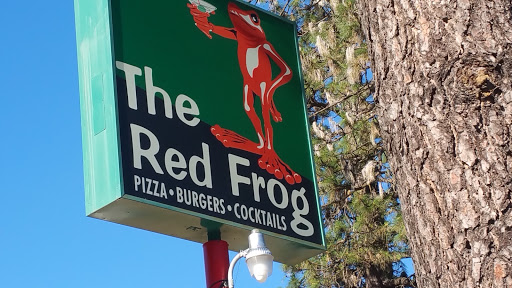 The
Red Frog
PIZZA • BURGERS • COCKTAILS